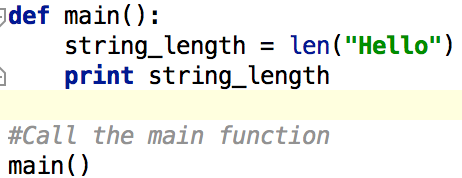 def main():
    string_length = len("Hello")
    print string_length
#Call the main function
main()